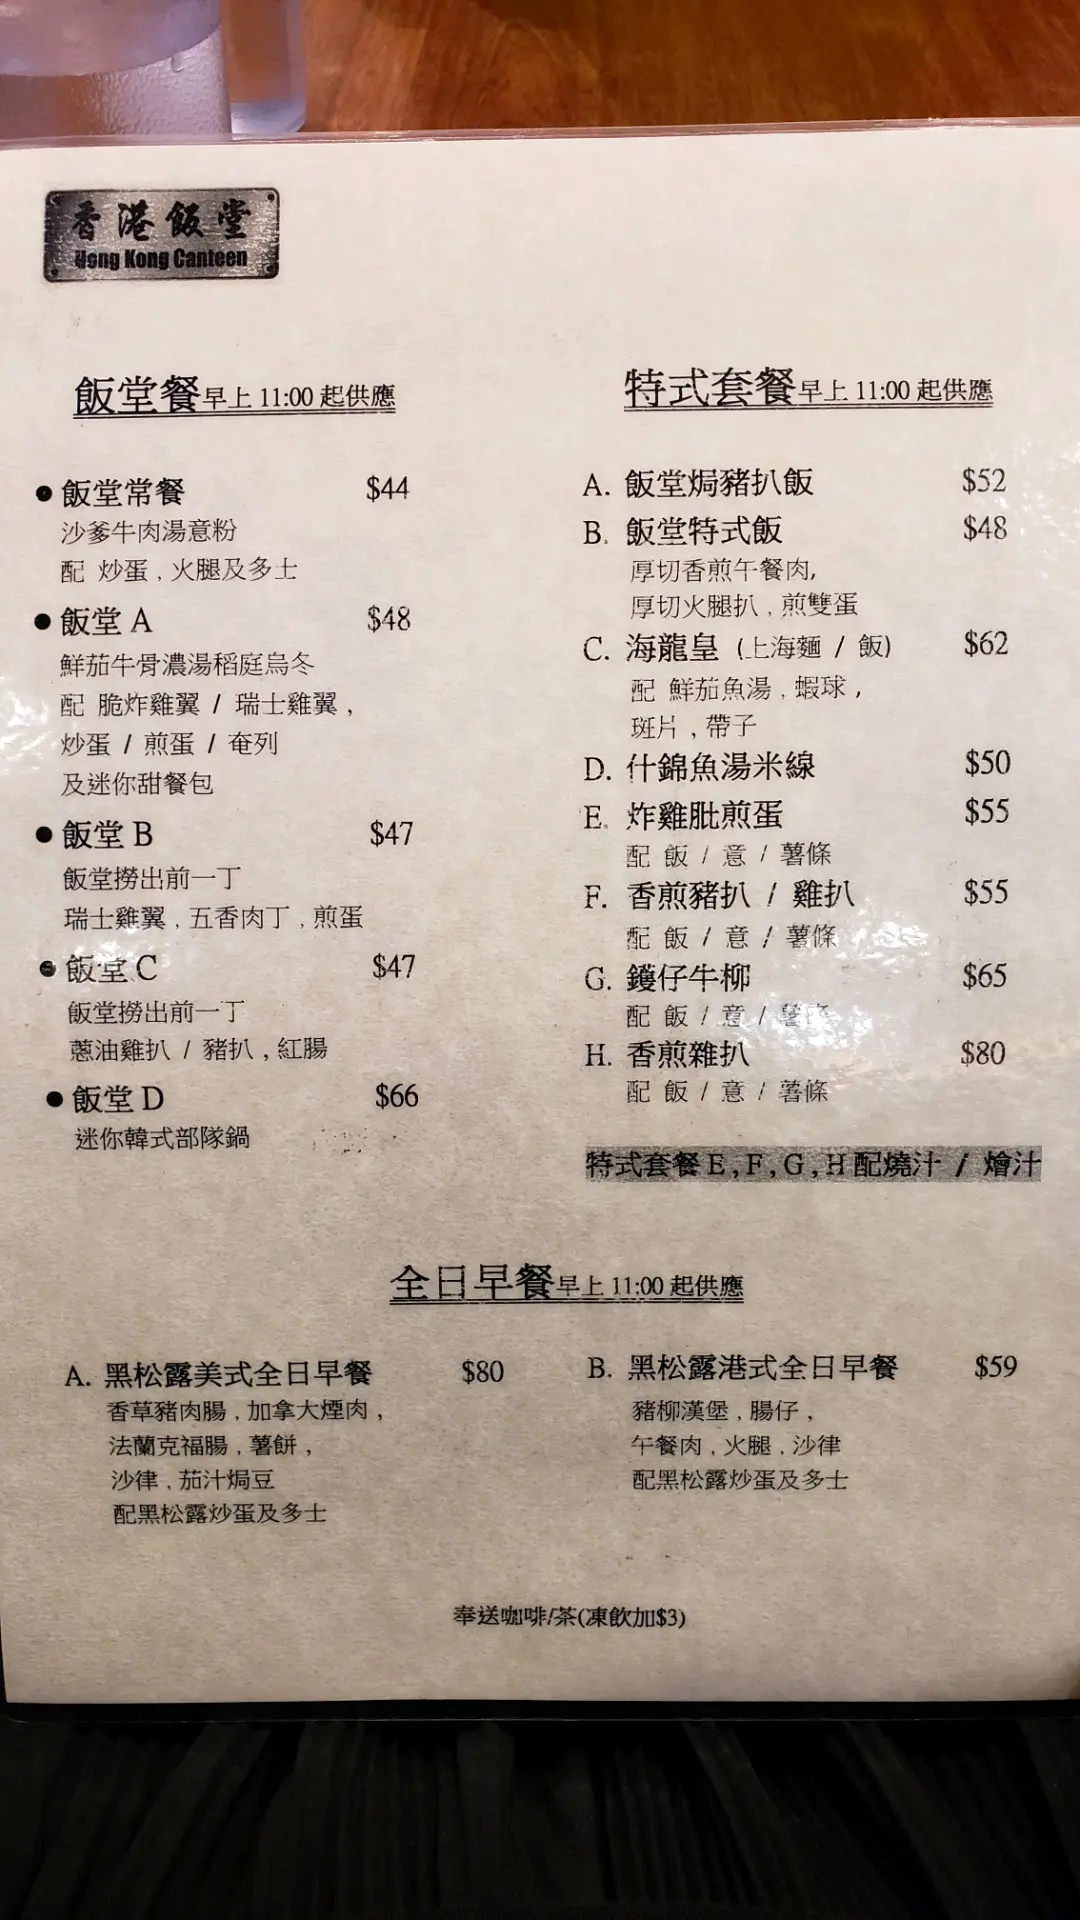 香港飯堂
Hong Kong Canteen
飯堂餐早上 11:00 起供應
● 飯堂常餐 $44
沙爹牛肉湯意粉
配 炒蛋 , 火腿及多士
● 飯堂 A $48
鮮茄牛骨濃湯稻庭烏冬
配 脆炸雞翼 / 瑞士雞翼 ,
炒蛋 / 煎蛋 / 奄列
及迷你甜餐包
● 飯堂 B $47
飯堂撈出前一丁
瑞士雞翼 , 五香肉丁 , 煎蛋
● 飯堂 C $47
飯堂撈出前一丁
蔥油雞扒 / 豬扒 , 紅腸
● 飯堂 D $66
迷你韓式部隊鍋
特式套餐早上 11:00 起供應
A. 飯堂焗豬扒飯 $52
B. 飯堂特式飯 $48
厚切香煎午餐肉,
厚切火腿扒 , 煎雙蛋
C. 海龍皇 (上海麵 / 飯) $62
配 鮮茄魚湯 , 蝦球 ,
斑片 , 帶子
D. 什錦魚湯米線 $50
E. 炸雞肶煎蛋 $55
配 飯 / 意 / 薯條
F. 香煎豬扒 / 雞扒 $55
配 飯 / 意 / 薯條
G. 鑊仔牛柳 $65
配 飯 / 意 / 薯條
H. 香煎雜扒 $80
配 飯 / 意 / 薯條
特式套餐 E , F , G , H 配燒汁 / 燴汁
全日早餐早上 11:00 起供應
A. 黑松露美式全日早餐 $80
香草豬肉腸 , 加拿大煙肉 ,
法蘭克福腸 , 薯餅 ,
沙律 , 茄汁焗豆
配黑松露炒蛋及多士
B. 黑松露港式全日早餐 $59
豬柳漢堡 , 腸仔 ,
午餐肉 , 火腿 , 沙律
配黑松露炒蛋及多士
奉送咖啡/茶(凍飲加$3)